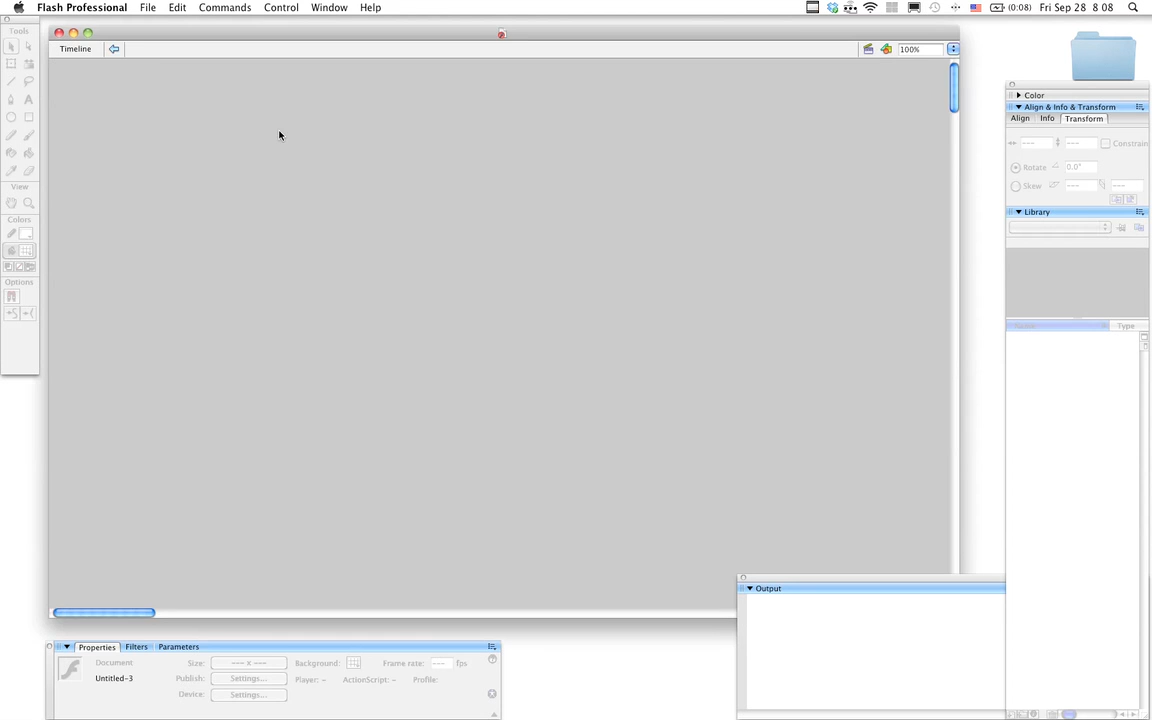 Flash Professional File Edit Commands Control Window Help (0:08) Fri Sep 28 8 08
Tools
Timeline 100%
Color
Align & Info & Transform
Align Info Transform
--- --- Constrain
Rotate 0.0°
Skew --- ---
View
Library
Colors
Options
Type
Output
Properties Filters Parameters
Document Size: --- x --- Background: Frame rate: --- fps
Untitled-3 Publish: Settings... Player: - ActionScript: - Profile:
Device: Settings...